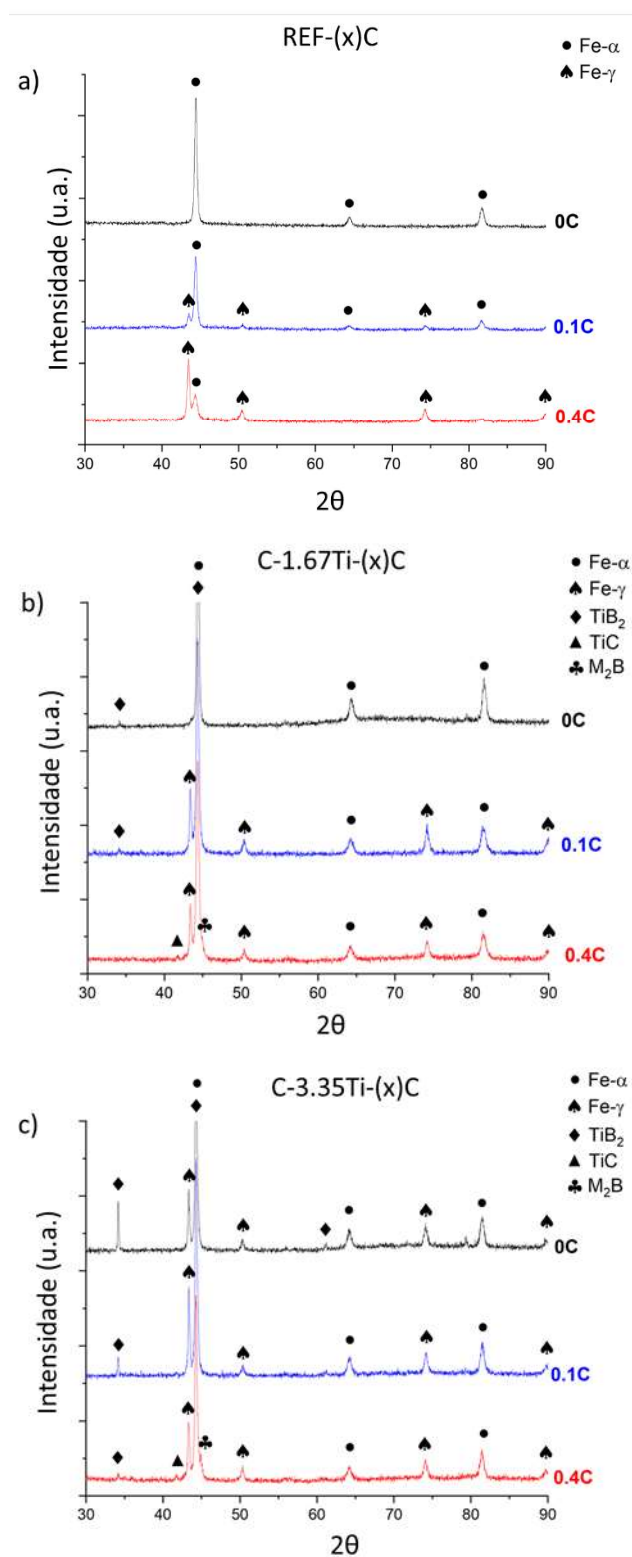 REF-(x)C
● Fe-α
♠ Fe-γ
a)
Intensidade (u.a.)
0C
0.1C
0.4C
30 40 50 60 70 80 90
2θ
C-1.67Ti-(x)C
● Fe-α
♠ Fe-γ
♦ TiB₂
▲ TiC
♣ M₂B
b)
Intensidade (u.a.)
0C
0.1C
0.4C
30 40 50 60 70 80 90
2θ
C-3.35Ti-(x)C
● Fe-α
♠ Fe-γ
♦ TiB₂
▲ TiC
♣ M₂B
c)
Intensidade (u.a.)
0C
0.1C
0.4C
30 40 50 60 70 80 90
2θ